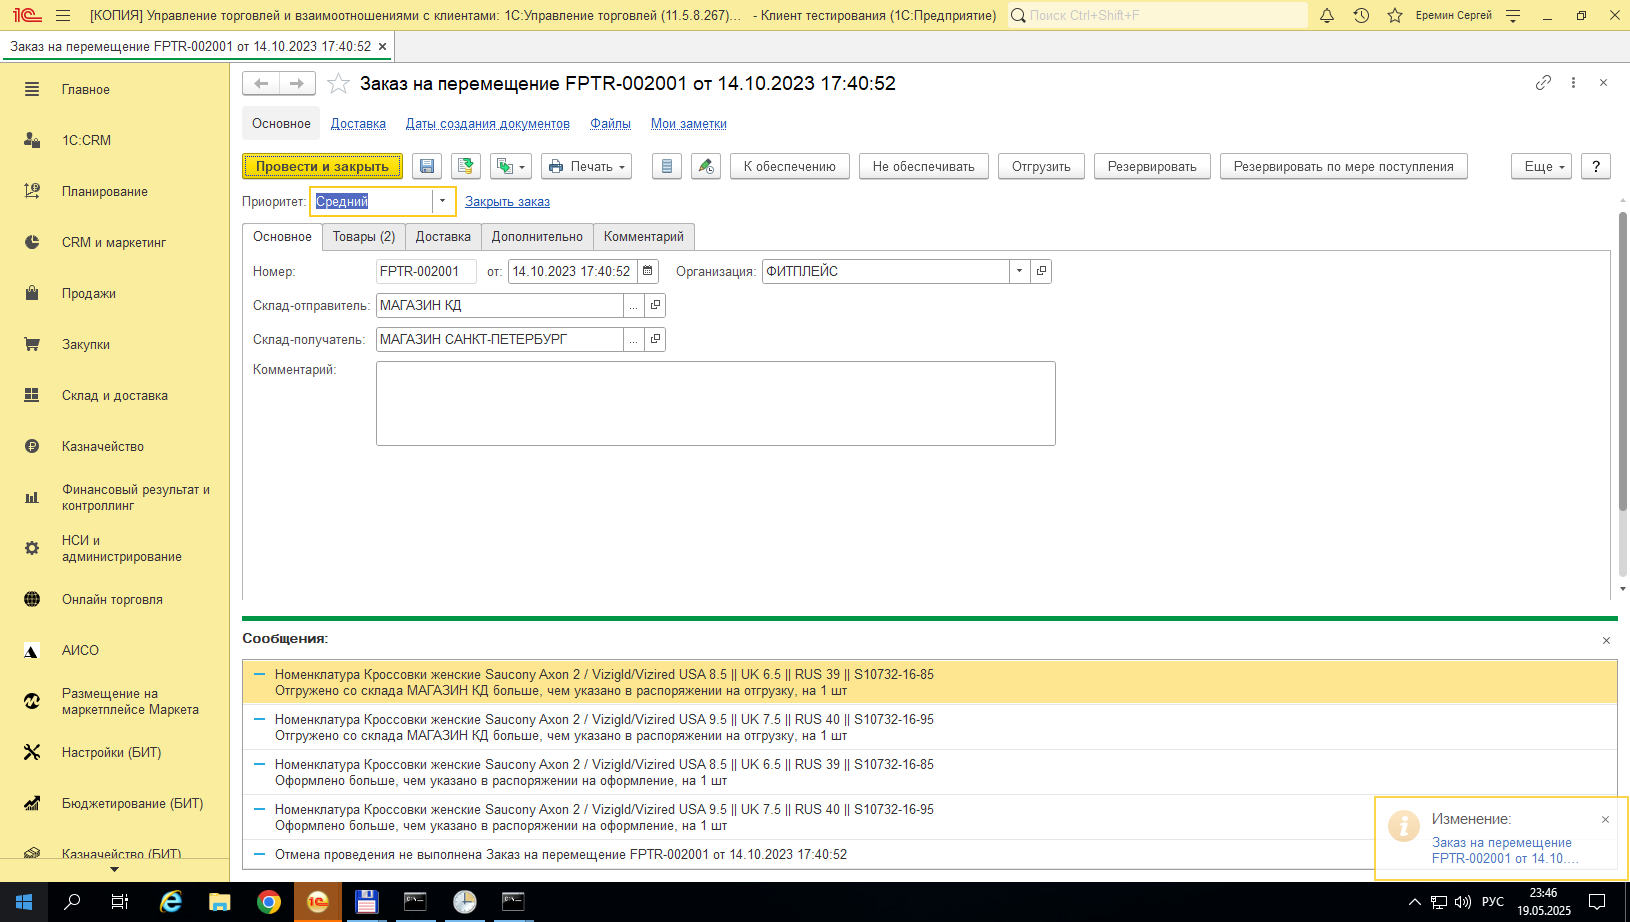 [КОПИЯ] Управление торговлей и взаимоотношениями с клиентами: 1С:Управление торговлей (11.5.8.267)... - Клиент тестирования (1С:Предприятие)
Поиск Ctrl+Shift+F
Еремин Сергей
Заказ на перемещение FPTR-002001 от 14.10.2023 17:40:52
Главное
1С:CRM
Планирование
CRM и маркетинг
Продажи
Закупки
Склад и доставка
Казначейство
Финансовый результат и
контроллинг
НСИ и
администрирование
Онлайн торговля
АИСО
Размещение на
маркетплейсе Маркета
Настройки (БИТ)
Бюджетирование (БИТ)
Казначейство (БИТ)
Заказ на перемещение FPTR-002001 от 14.10.2023 17:40:52
Основное Доставка Даты создания документов Файлы Мои заметки
Провести и закрыть Печать К обеспечению Не обеспечивать Отгрузить Резервировать Резервировать по мере поступления Еще ?
Приоритет: Средний Закрыть заказ
Основное Товары (2) Доставка Дополнительно Комментарий
Номер: FPTR-002001 от: 14.10.2023 17:40:52 Организация: ФИТПЛЕЙС
Склад-отправитель: МАГАЗИН КД ...
Склад-получатель: МАГАЗИН САНКТ-ПЕТЕРБУРГ ...
Комментарий:
Сообщения:
Номенклатура Кроссовки женские Saucony Axon 2 / Vizigld/Vizired USA 8.5 || UK 6.5 || RUS 39 || S10732-16-85
Отгружено со склада МАГАЗИН КД больше, чем указано в распоряжении на отгрузку, на 1 шт
Номенклатура Кроссовки женские Saucony Axon 2 / Vizigld/Vizired USA 9.5 || UK 7.5 || RUS 40 || S10732-16-95
Отгружено со склада МАГАЗИН КД больше, чем указано в распоряжении на отгрузку, на 1 шт
Номенклатура Кроссовки женские Saucony Axon 2 / Vizigld/Vizired USA 8.5 || UK 6.5 || RUS 39 || S10732-16-85
Оформлено больше, чем указано в распоряжении на оформление, на 1 шт
Номенклатура Кроссовки женские Saucony Axon 2 / Vizigld/Vizired USA 9.5 || UK 7.5 || RUS 40 || S10732-16-95
Оформлено больше, чем указано в распоряжении на оформление, на 1 шт
Отмена проведения не выполнена Заказ на перемещение FPTR-002001 от 14.10.2023 17:40:52
Изменение:
Заказ на перемещение
FPTR-002001 от 14.10....
РУС
23:46
19.05.2025